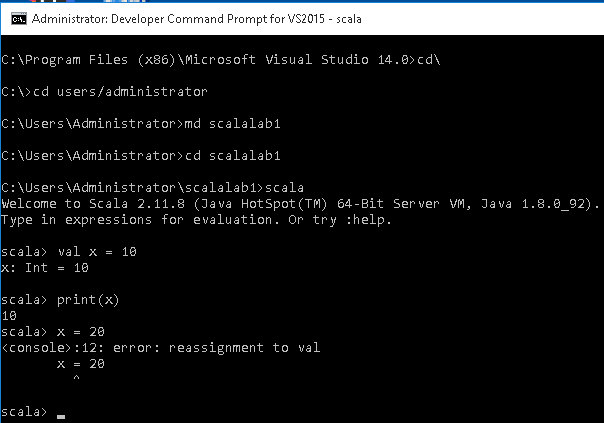 Administrator: Developer Command Prompt for VS2015 - scala
C:\Program Files (x86)\Microsoft Visual Studio 14.0>cd\
C:\>cd users/administrator
C:\Users\Administrator>md scalalab1
C:\Users\Administrator>cd scalalab1
C:\Users\Administrator\scalalab1>scala
Welcome to Scala 2.11.8 (Java HotSpot(TM) 64-Bit Server VM, Java 1.8.0_92).
Type in expressions for evaluation. Or try :help.
scala> val x = 10
x: Int = 10
scala> print(x)
10
scala> x = 20
<console>:12: error: reassignment to val
       x = 20
         ^
scala> _